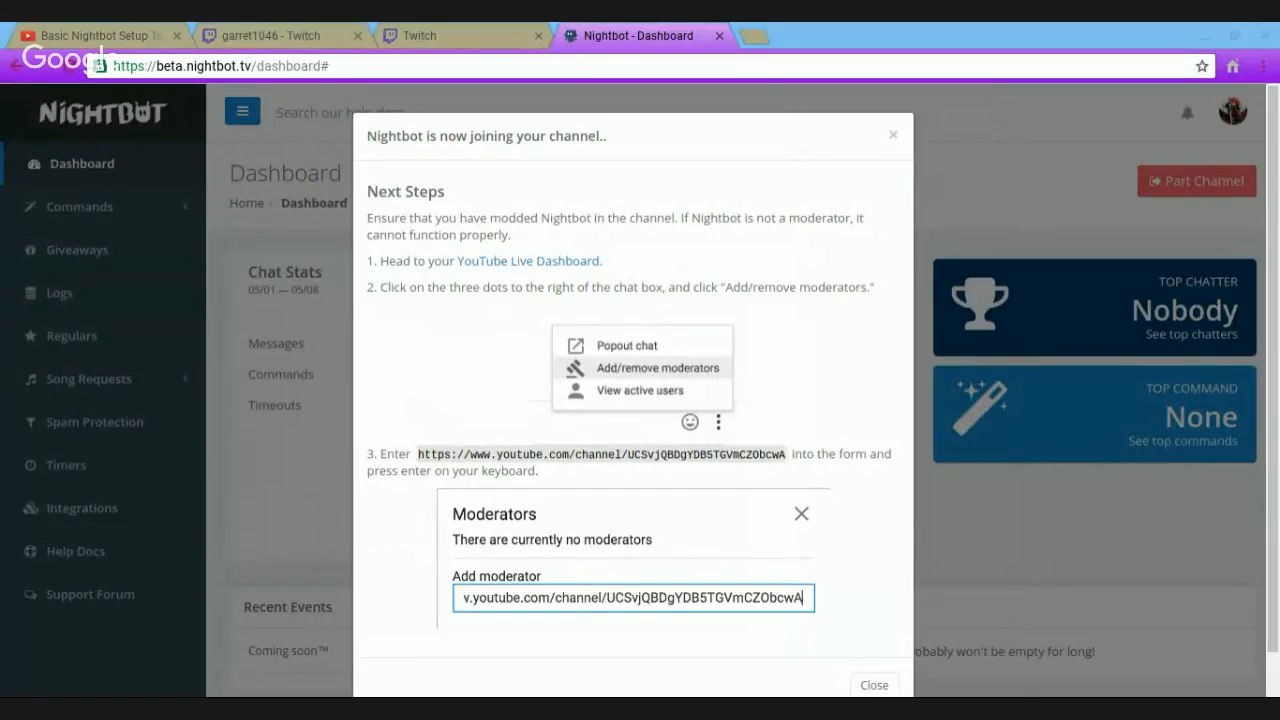 Basic Nightbot Setup Tu
garret1046 - Twitch
Twitch
Nightbot - Dashboard
Google
https://beta.nightbot.tv/dashboard#
NIGHTBOT
Search our help docs
Nightbot is now joining your channel..
Dashboard
Dashboard
Part Channel
Next Steps
Commands
Home
Dashboard
Ensure that you have modded Nightbot in the channel. If Nightbot is not a moderator, it
cannot function properly.
Giveaways
1. Head to your YouTube Live Dashboard.
Chat Stats
05/01 — 05/08
TOP CHATTER
Nobody
See top chatters
Logs
2. Click on the three dots to the right of the chat box, and click "Add/remove moderators."
Regulars
Messages
Popout chat
Commands
Add/remove moderators
Song Requests
View active users
TOP COMMAND
None
See top commands
Timeouts
Spam Protection
3. Enter https://www.youtube.com/channel/UCSvjQBDgYDB5TGVmCZObcwA into the form and
press enter on your keyboard.
Timers
Integrations
Moderators
There are currently no moderators
Help Docs
Add moderator
v.youtube.com/channel/UCSvjQBDgYDB5TGVmCZObcwA
Support Forum
Recent Events
Coming soon™
obably won't be empty for long!
Close